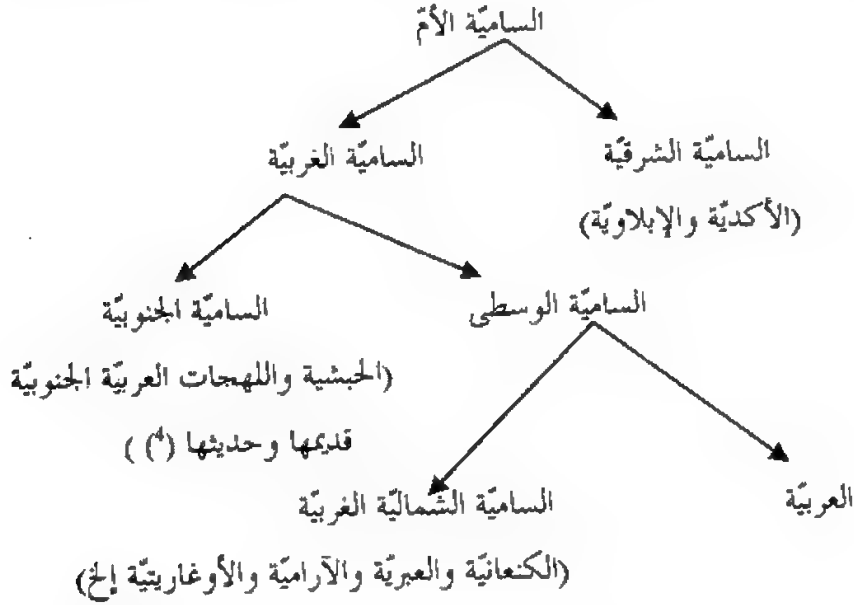 الساميّة الأمّ
الساميّة الشرقيّة
الساميّة الغربيّة
(الأكديّة والإبلاويّة)
الساميّة الوسطى
الساميّة الجنوبيّة
(الحبشية واللهجات العربيّة الجنوبيّة
قديمها وحديثها (4) )
العربيّة
الساميّة الشماليّة الغربيّة
(الكنعانيّة والعبريّة والآراميّة والأوغاريتيّة إلخ)